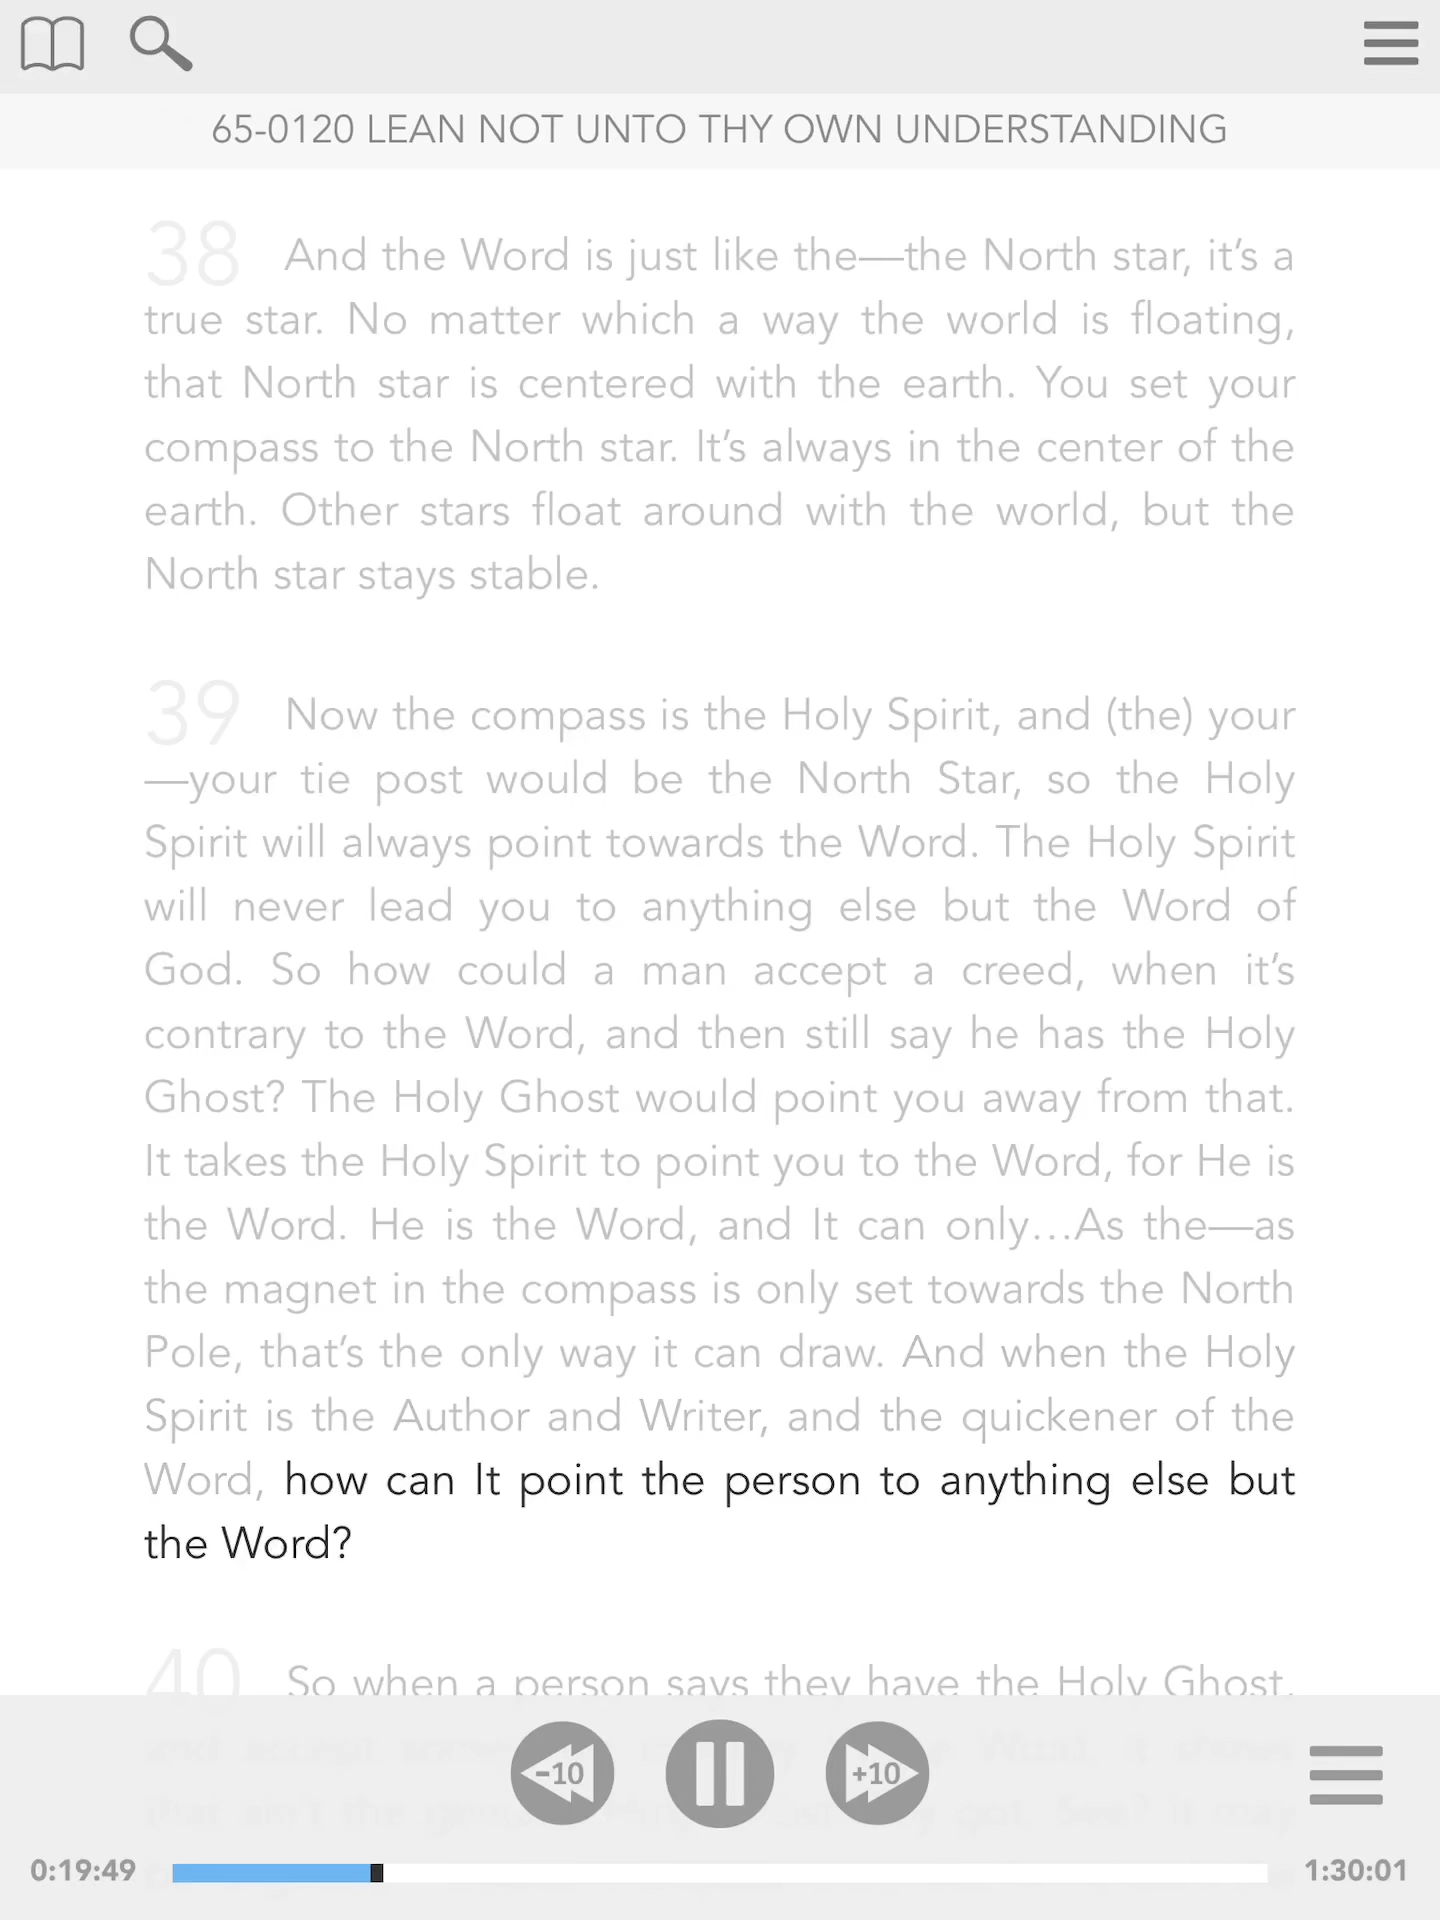 65-0120 LEAN NOT UNTO THY OWN UNDERSTANDING
38 And the Word is just like the—the North star, it’s a
true star. No matter which a way the world is floating,
that North star is centered with the earth. You set your
compass to the North star. It’s always in the center of the
earth. Other stars float around with the world, but the
North star stays stable.
39 Now the compass is the Holy Spirit, and (the) your
—your tie post would be the North Star, so the Holy
Spirit will always point towards the Word. The Holy Spirit
will never lead you to anything else but the Word of
God. So how could a man accept a creed, when it’s
contrary to the Word, and then still say he has the Holy
Ghost? The Holy Ghost would point you away from that.
It takes the Holy Spirit to point you to the Word, for He is
the Word. He is the Word, and It can only…As the—as
the magnet in the compass is only set towards the North
Pole, that’s the only way it can draw. And when the Holy
Spirit is the Author and Writer, and the quickener of the
Word, how can It point the person to anything else but
the Word?
40 So when a person says they have the Holy Ghost,
-10 +10
0:19:49 1:30:01